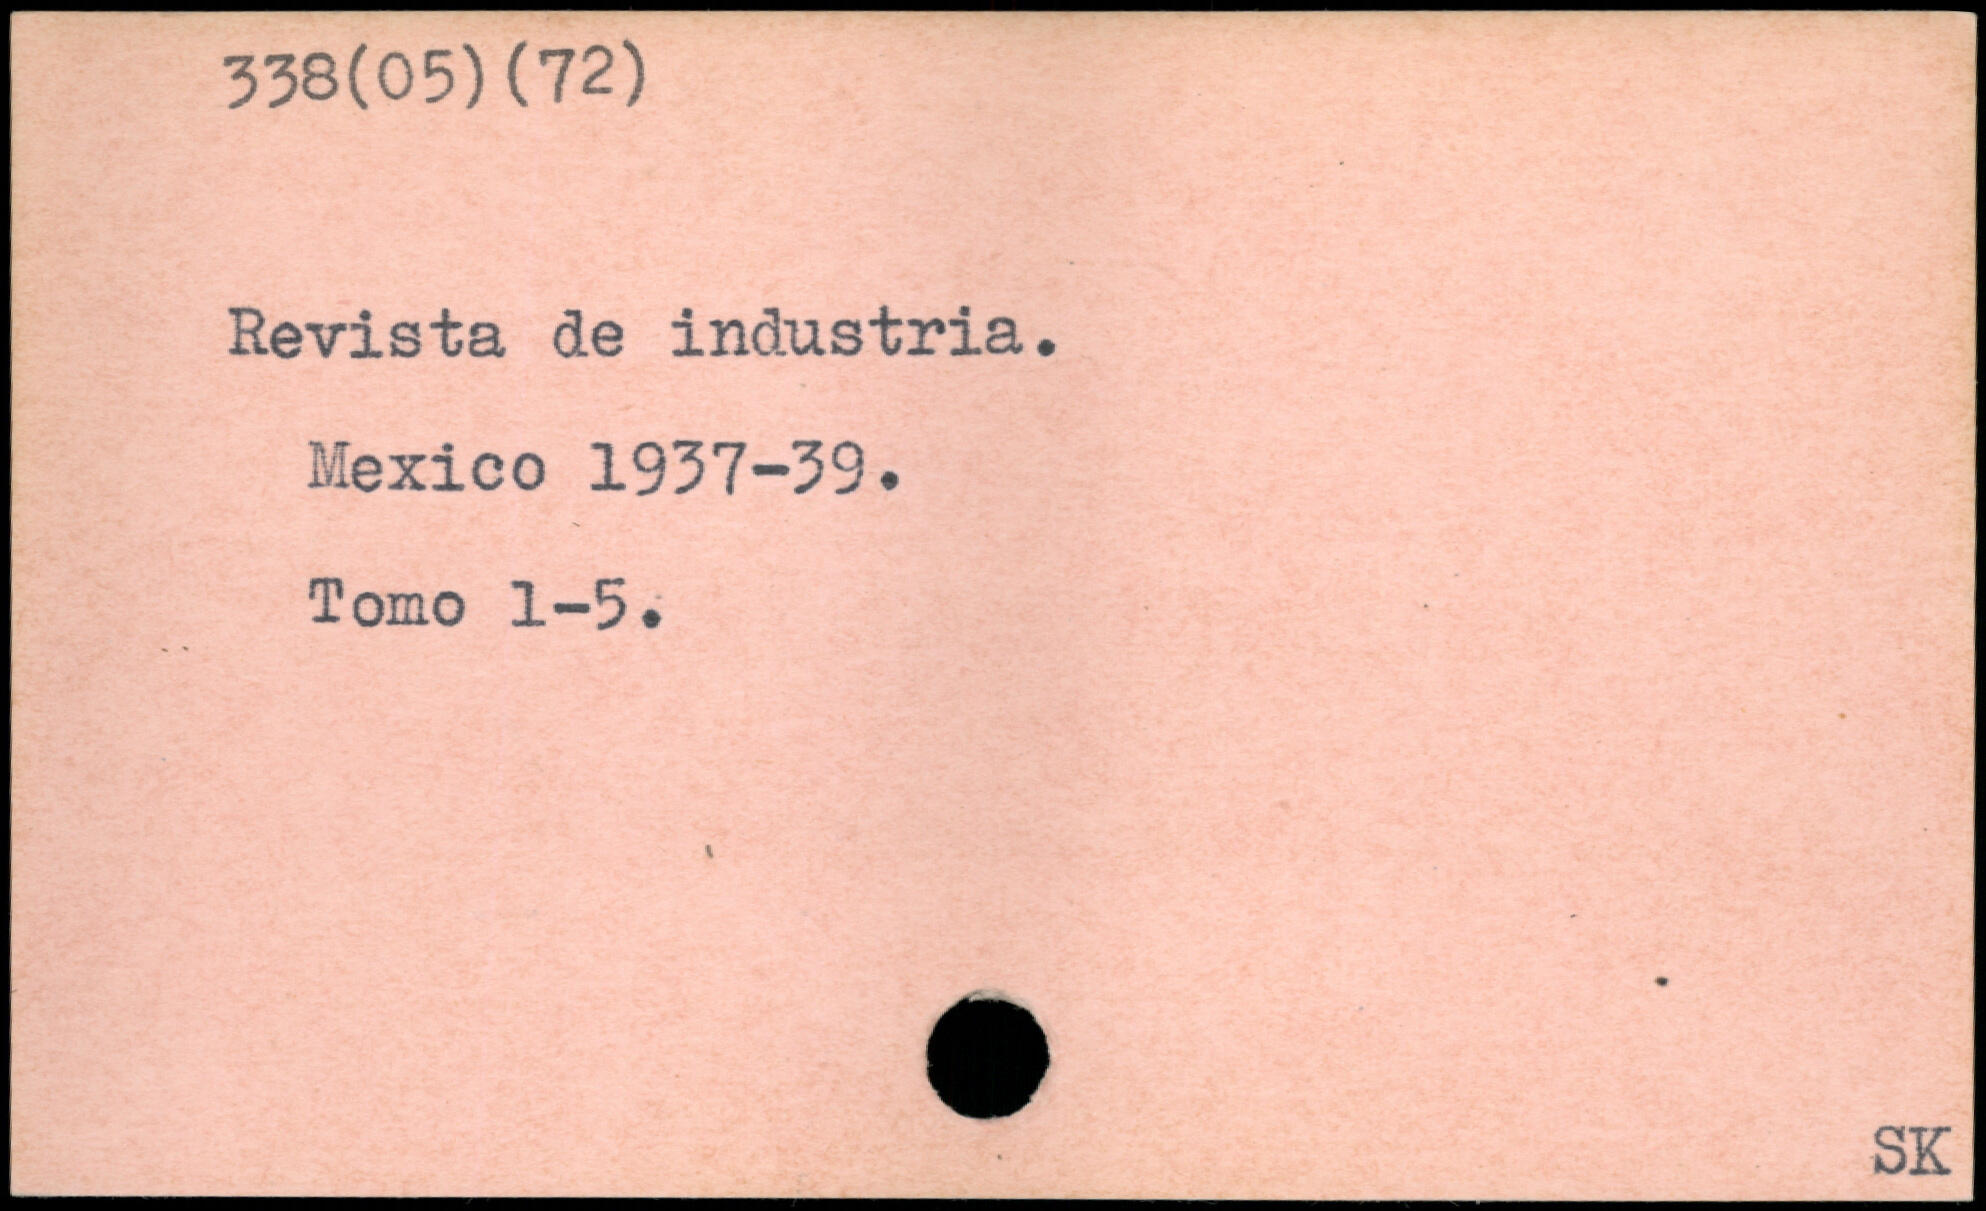 338(05)(72)
Revista de industria.
Mexico 1937-39.
Tomo 1-5.
SK